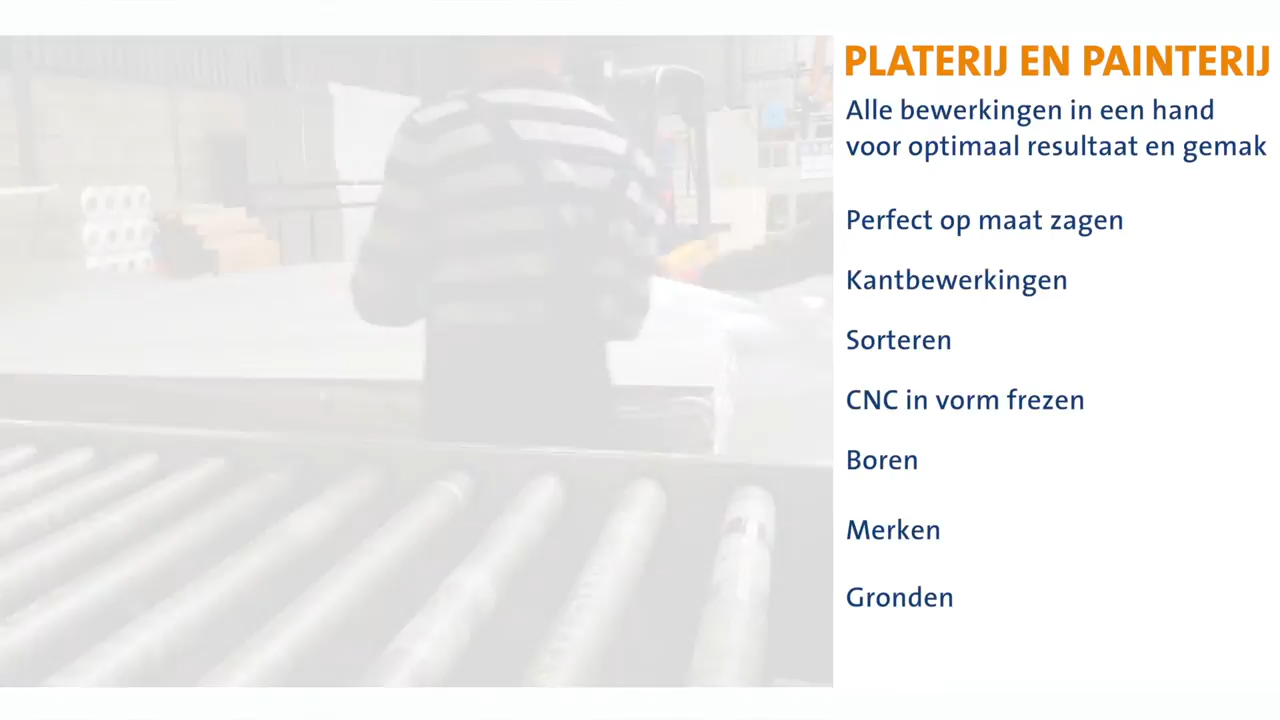 PLATERIJ EN PAINTERIJ
Alle bewerkingen in een hand
voor optimaal resultaat en gemak
Perfect op maat zagen
Kantbewerkingen
Sorteren
CNC in vorm frezen
Boren
Merken
Gronden